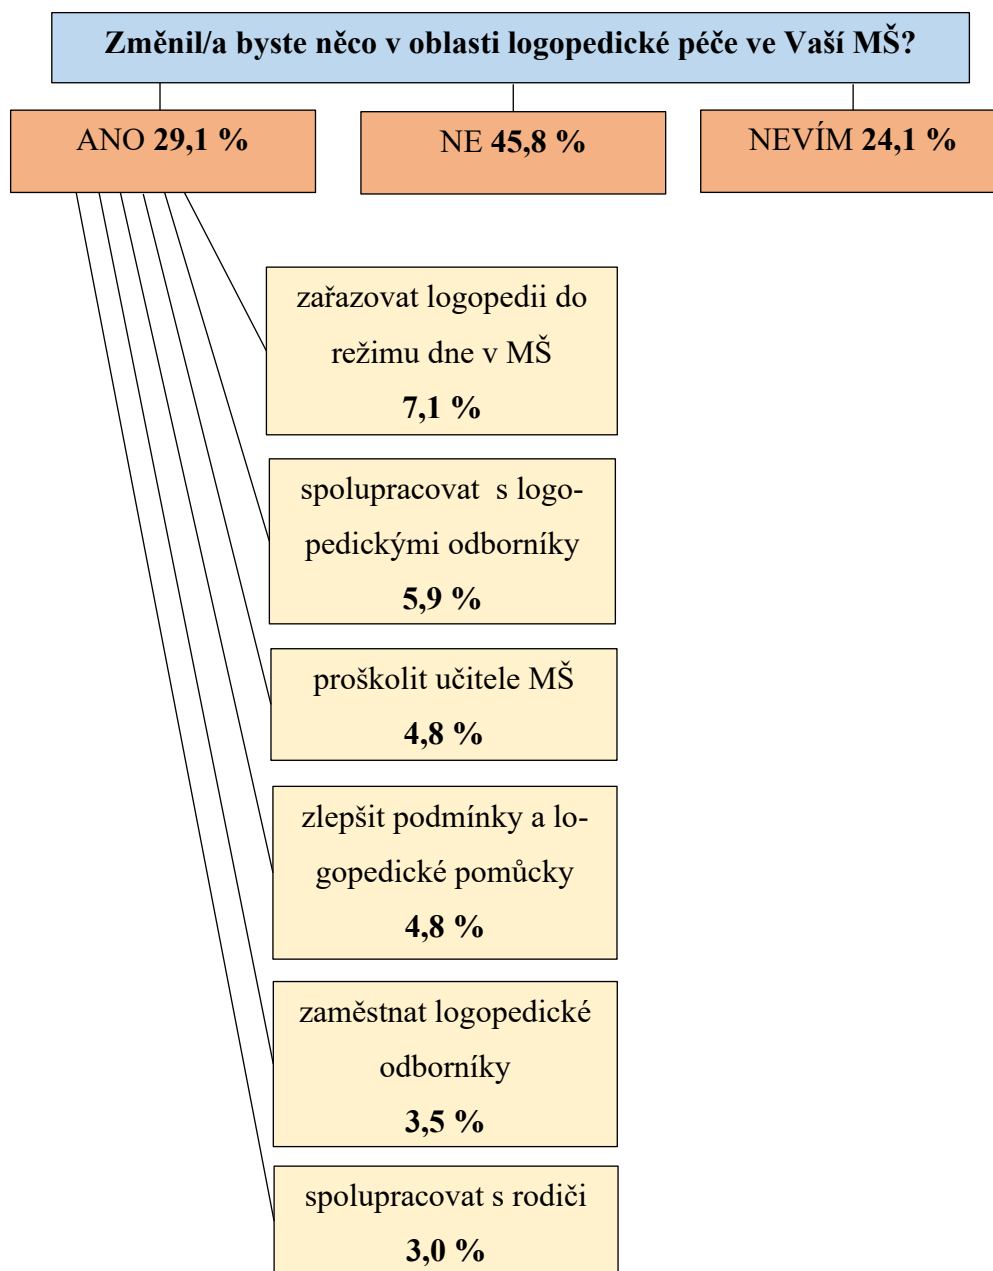 Změnil/a byste něco v oblasti logopedické péče ve Vaší MŠ?
ANO 29,1 %
NE 45,8 %
NEVÍM 24,1 %
zařazovat logopedii do
režimu dne v MŠ
7,1 %
spolupracovat s logo-
pedickými odborníky
5,9 %
proškolit učitele MŠ
4,8 %
zlepšit podmínky a lo-
gopedické pomůcky
4,8 %
zaměstnat logopedické
odborníky
3,5 %
spolupracovat s rodiči
3,0 %